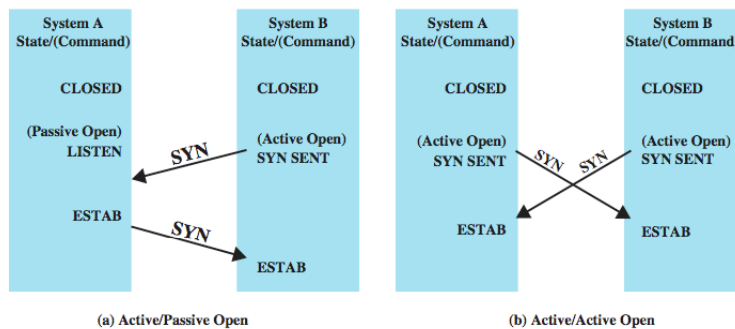 System A
State/(Command)
CLOSED
(Passive Open)
LISTEN
ESTAB
System B
State/(Command)
CLOSED
(Active Open)
SYN SENT
ESTAB
SYN
SYN
(a) Active/Passive Open
System A
State/(Command)
CLOSED
(Active Open)
SYN SENT
ESTAB
System B
State/(Command)
CLOSED
(Active Open)
SYN SENT
ESTAB
SYN
SYN
(b) Active/Active Open